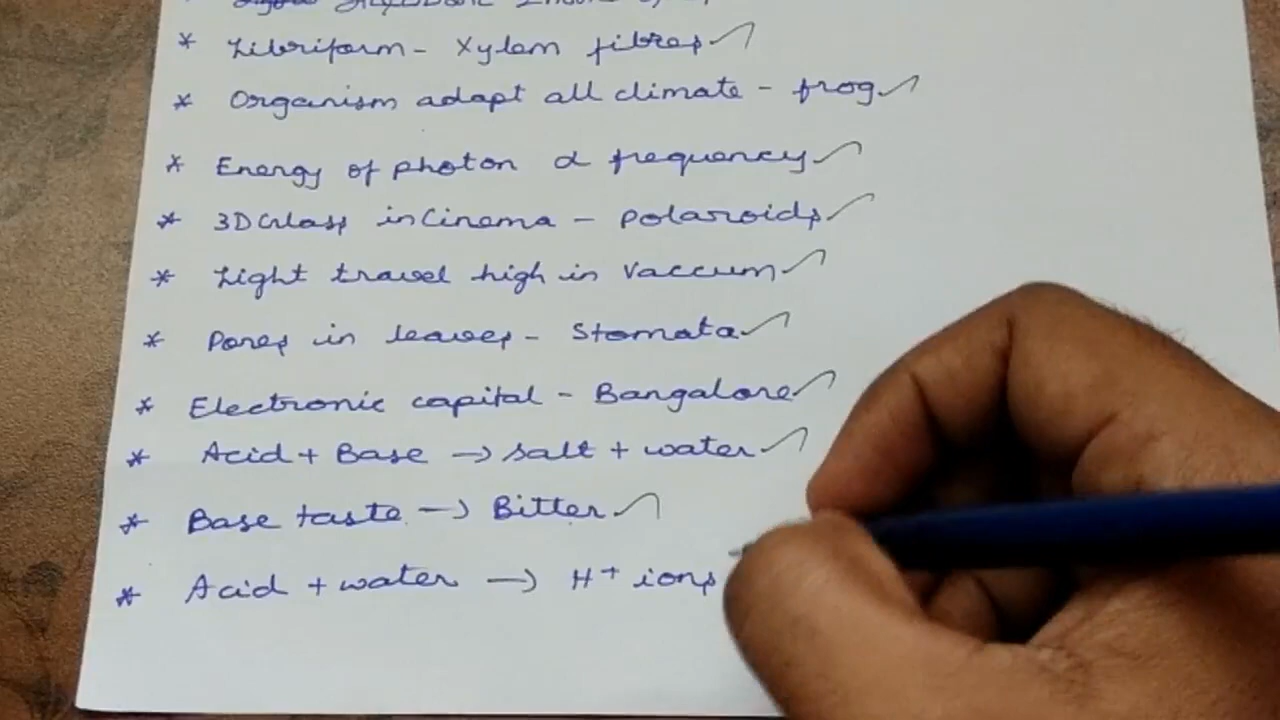 * Libriform - Xylem fibres
* Organism adapt all climate - frog
* Energy of photon α frequency
* 3D Glass in Cinema - polaroids
* Light travel high in Vaccum
* Pores in leaves - Stomata
* Electronic capital - Bangalore
* Acid + Base → salt + water
* Base taste → Bitter
* Acid + water → H+ ions